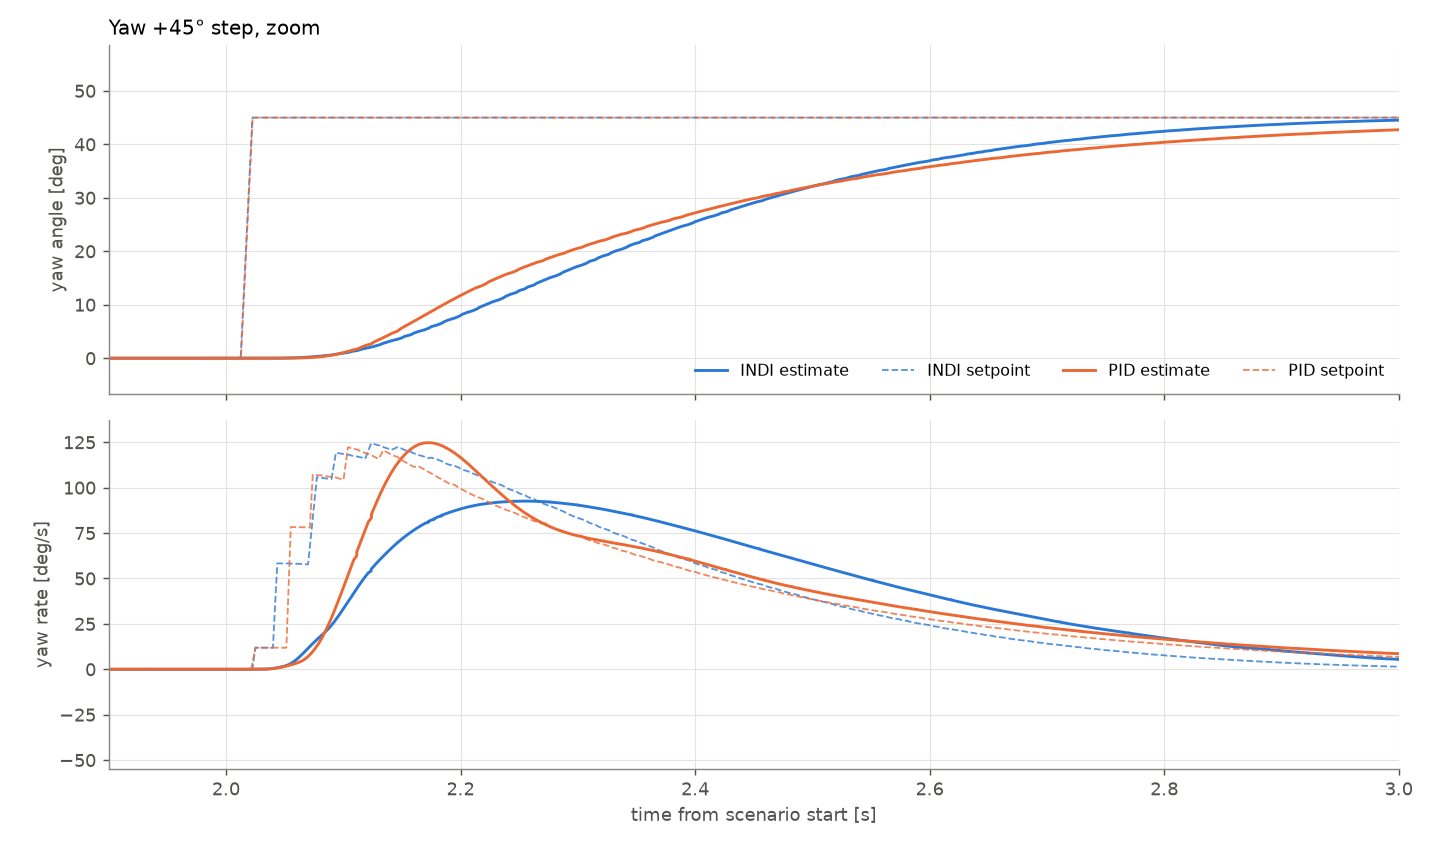 Yaw +45° step, zoom
yaw angle [deg]
50
40
30
20
10
0
INDI estimate
INDI setpoint
PID estimate
PID setpoint
yaw rate [deg/s]
125
100
75
50
25
0
−25
−50
2.0
2.2
2.4
2.6
2.8
3.0
time from scenario start [s]